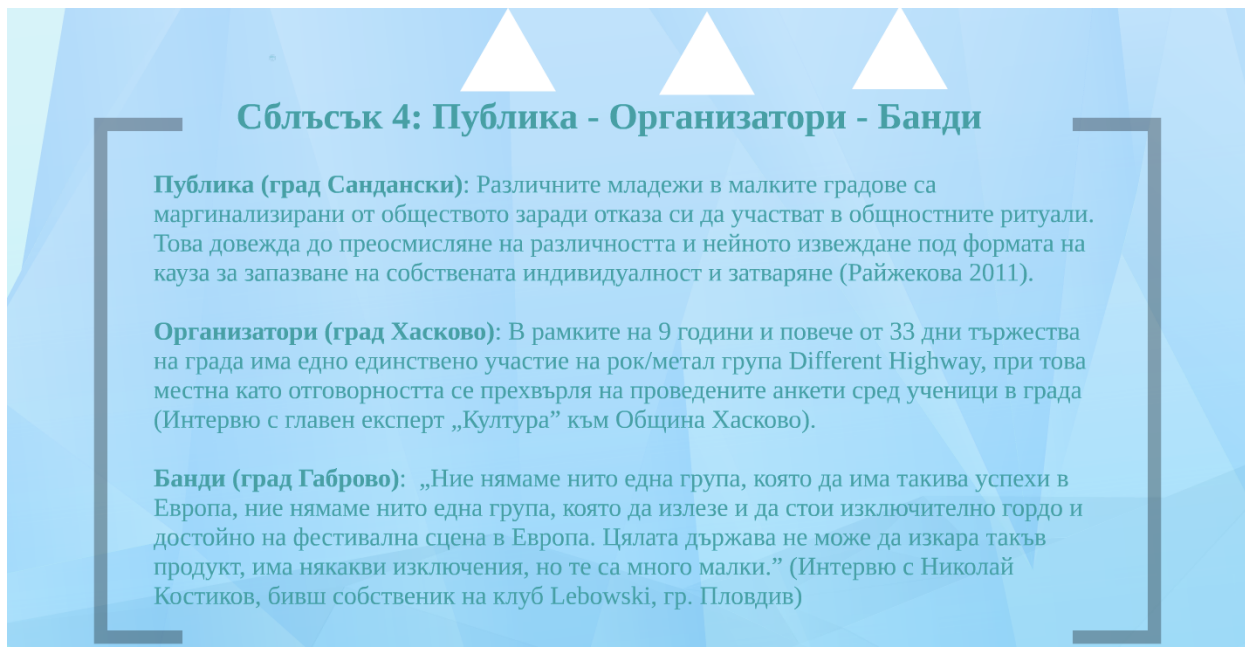 Сблъсък 4: Публика - Организатори - Банди
Публика (град Сандански): Различните младежи в малките градове са
маргинализирани от обществото заради отказа си да участват в общностните ритуали.
Това довежда до преосмисляне на различността и нейното извеждане под формата на
кауза за запазване на собствената индивидуалност и затваряне (Райжекова 2011).
Организатори (град Хасково): В рамките на 9 години и повече от 33 дни тържества
на града има едно единствено участие на рок/метал група Different Highway, при това
местна като отговорността се прехвърля на проведените анкети сред ученици в града
(Интервю с главен експерт „Култура” към Община Хасково).
Банди (град Габрово): „Ние нямаме нито една група, която да има такива успехи в
Европа, ние нямаме нито една група, която да излезе и да стои изключително гордо и
достойно на фестивална сцена в Европа. Цялата държава не може да изкара такъв
продукт, има някакви изключения, но те са много малки.” (Интервю с Николай
Костиков, бивш собственик на клуб Lebowski, гр. Пловдив)